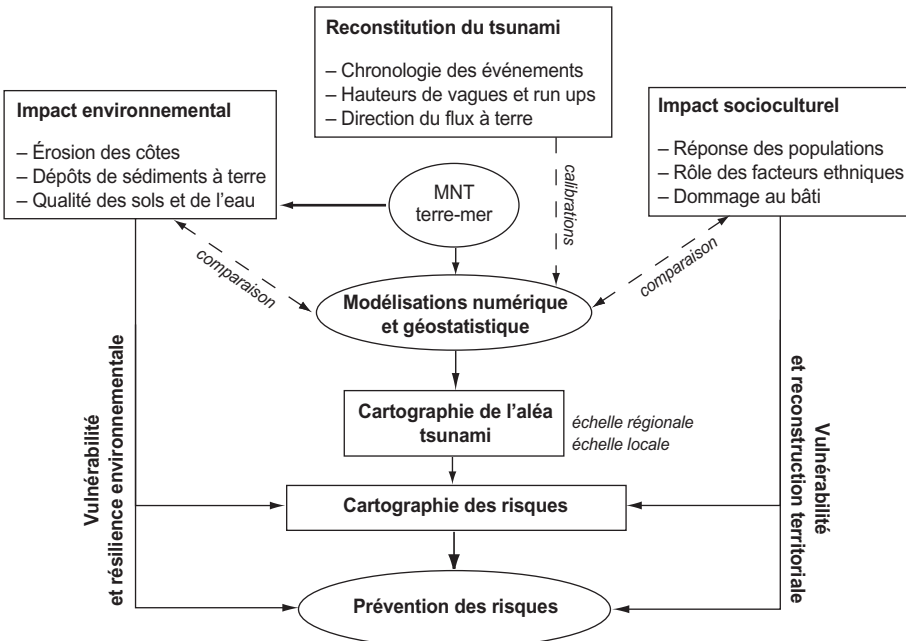 Reconstitution du tsunami
– Chronologie des événements
– Hauteurs de vagues et run ups
– Direction du flux à terre
Impact environnemental
– Érosion des côtes
– Dépôts de sédiments à terre
– Qualité des sols et de l'eau
Impact socioculturel
– Réponse des populations
– Rôle des facteurs ethniques
– Dommage au bâti
MNT
terre-mer
calibrations
comparaison
comparaison
Modélisations numérique
et géostatistique
Cartographie de l'aléa
tsunami
échelle régionale
échelle locale
Vulnérabilité
et résilience environnementale
Vulnérabilité
et reconstruction territoriale
Cartographie des risques
Prévention des risques